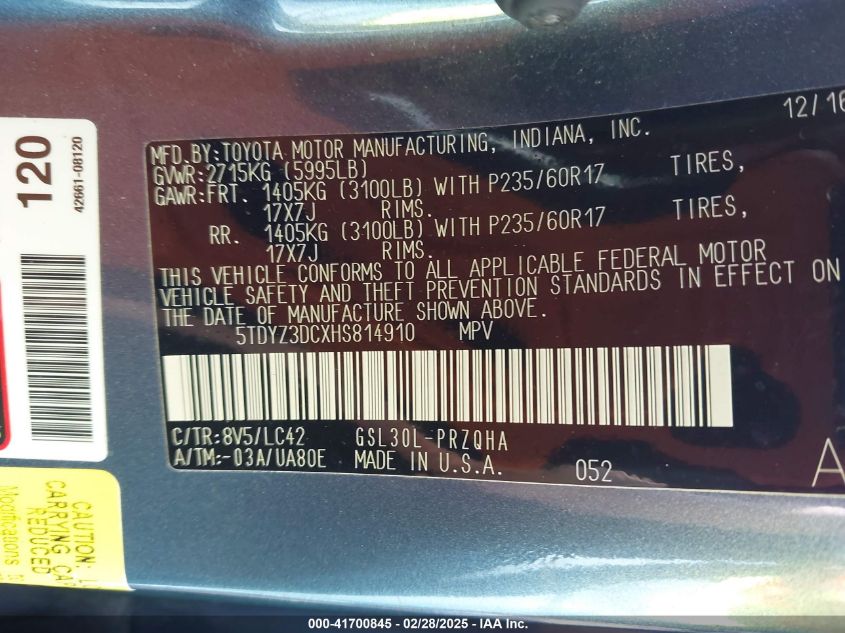 12/16
MFD.BY:TOYOTA MOTOR MANUFACTURING, INDIANA, INC.
GVWR:2715KG (5995LB)
GAWR:FRT. 1405KG (3100LB) WITH P235/60R17 TIRES,
17X7J RIMS.
RR. 1405KG (3100LB) WITH P235/60R17 TIRES,
17X7J RIMS.
THIS VEHICLE CONFORMS TO ALL APPLICABLE FEDERAL MOTOR
VEHICLE SAFETY AND THEFT PREVENTION STANDARDS IN EFFECT ON
THE DATE OF MANUFACTURE SHOWN ABOVE.
5TDYZ3DCXHS814910 MPV
C/TR:8V5/LC42 GSL30L-PRZQHA
A/TM:-03A/UA80E MADE IN U.S.A. 052
A
120
42661-08120
CAUTION:
CARRYING CA
REDUCED
Modifications
000-41700845 - 02/28/2025 - IAA Inc.